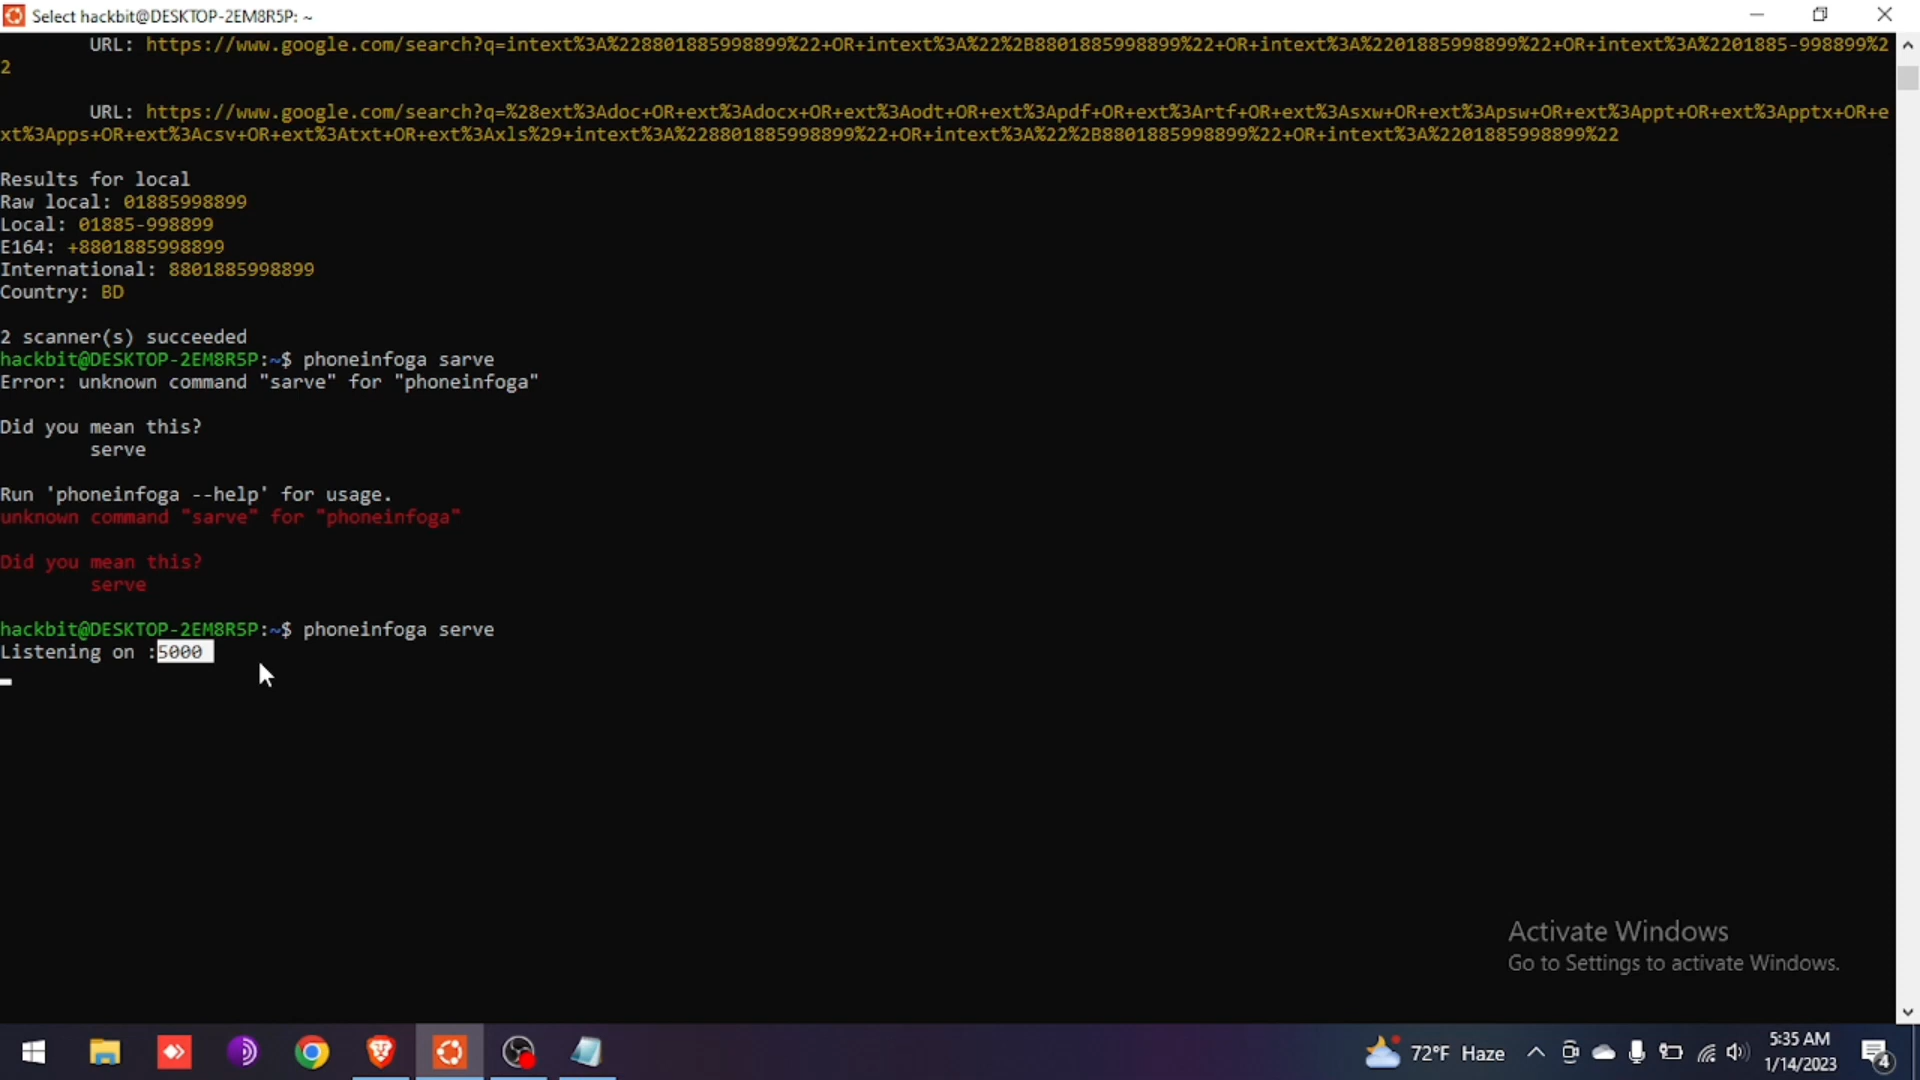 Select hackbit@DESKTOP-2EM8R5P: ~
URL: https://www.google.com/search?q=intext%3A%228801885998899%22+OR+intext%3A%22%2B8801885998899%22+OR+intext%3A%2201885998899%22+OR+intext%3A%2201885-998899%2
2
URL: https://www.google.com/search?q=%28ext%3Adoc+OR+ext%3Adocx+OR+ext%3Aodt+OR+ext%3Apdf+OR+ext%3Artf+OR+ext%3Asxw+OR+ext%3Apsw+OR+ext%3Appt+OR+ext%3Apptx+OR+e
xt%3Apps+OR+ext%3Acsv+OR+ext%3Atxt+OR+ext%3Axls%29+intext%3A%228801885998899%22+OR+intext%3A%22%2B8801885998899%22+OR+intext%3A%2201885998899%22
Results for local
Raw local: 01885998899
Local: 01885-998899
E164: +8801885998899
International: 8801885998899
Country: BD
2 scanner(s) succeeded
hackbit@DESKTOP-2EM8R5P:~$ phoneinfoga sarve
Error: unknown command "sarve" for "phoneinfoga"
Did you mean this?
serve
Run 'phoneinfoga --help' for usage.
unknown command "sarve" for "phoneinfoga"
Did you mean this?
serve
hackbit@DESKTOP-2EM8R5P:~$ phoneinfoga serve
Listening on :5000
Activate Windows
Go to Settings to activate Windows.
72°F Haze
5:35 AM
1/14/2023
4